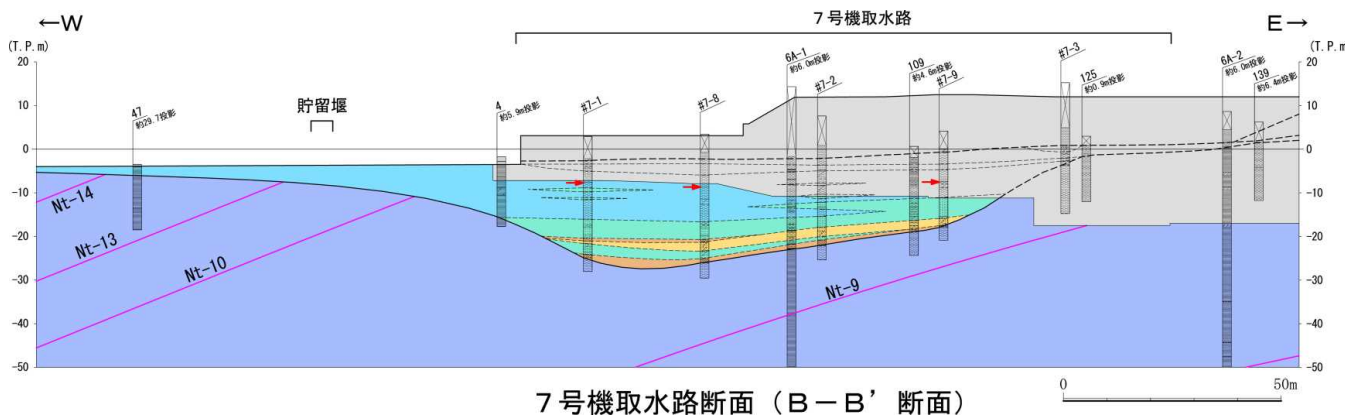 ←W
7号機取水路
E→
(T.P.m)
(T.P.m)
20
10
0
-10
-20
-30
-40
-50
47
約29.7投影
貯留堰
4
約5.9m投影
#7-1
#7-8
6A-1
約6.0m投影
#7-2
109
約4.6m投影
#7-9
#7-3
125
約0.9m投影
6A-2
約6.0m投影
139
約6.4m投影
20
10
0
-10
-20
-30
-40
-50
Nt-14
Nt-13
Nt-10
Nt-9
0
50m
7号機取水路断面（B－B’断面）